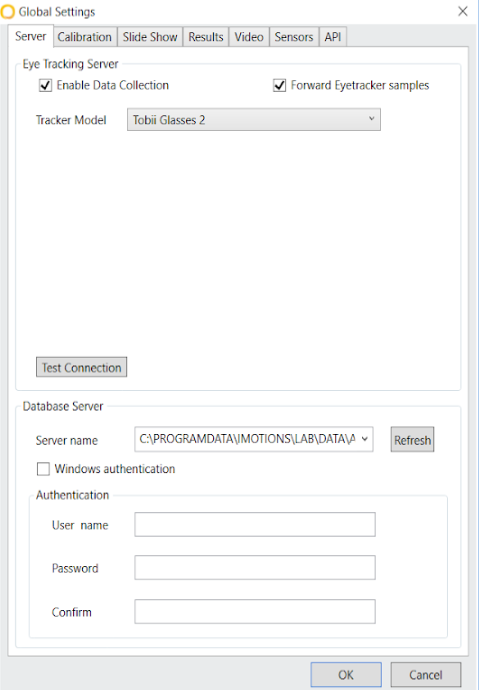 Global Settings
Server Calibration Slide Show Results Video Sensors API
Eye Tracking Server
Enable Data Collection Forward Eyetracker samples
Tracker Model Tobii Glasses 2
Test Connection
Database Server
Server name C:\PROGRAMDATA\IMOTIONS\LAB\DATA\A Refresh
Windows authentication
Authentication
User name
Password
Confirm
OK Cancel